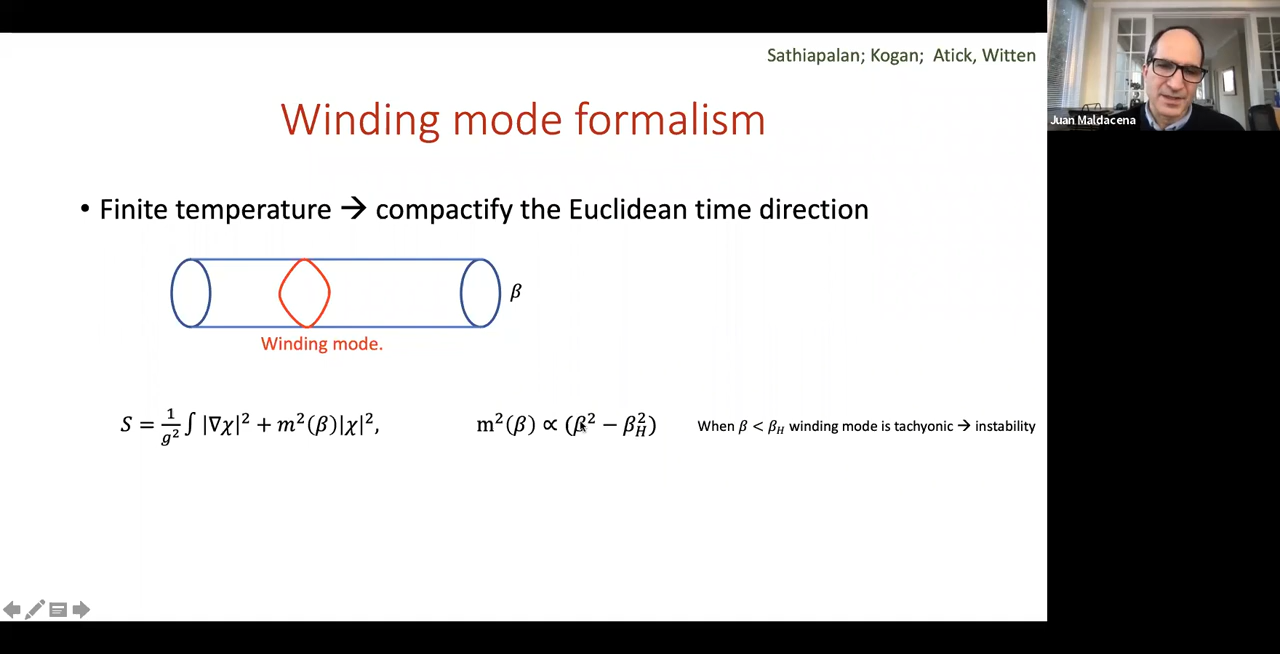 Sathiapalan; Kogan; Atick, Witten
Juan Maldacena
Winding mode formalism
• Finite temperature → compactify the Euclidean time direction
β
Winding mode.
S = 1/g² ∫ |∇χ|² + m²(β)|χ|²,
m²(β) ∝ (β² − β_H²)
When β < β_H winding mode is tachyonic → instability